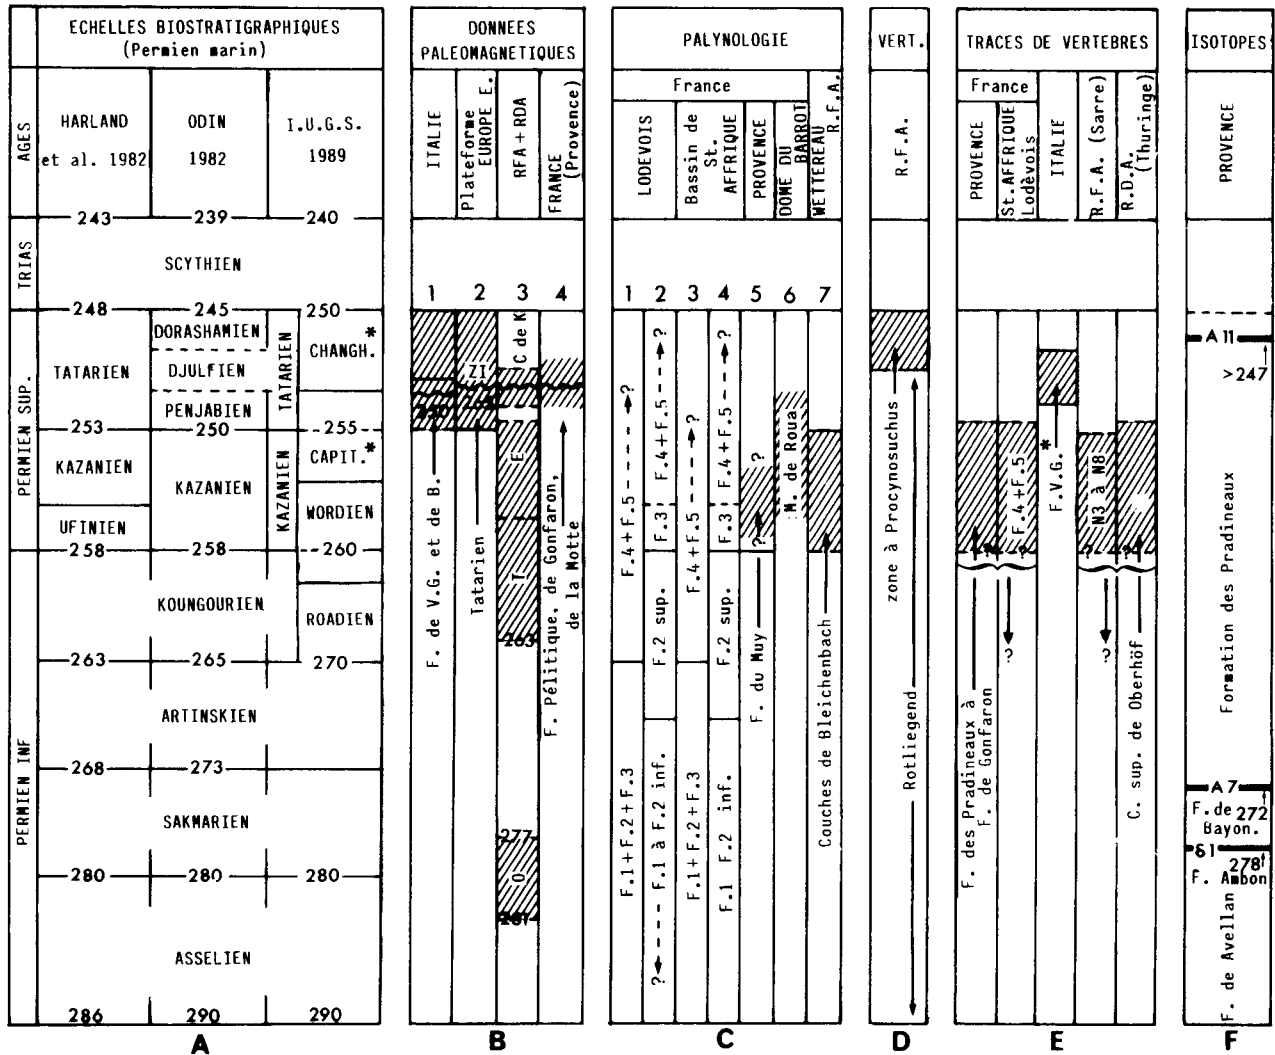 ECHELLES BIOSTRATIGRAPHIQUES
(Permien marin)
AGES
HARLAND
et al. 1982
ODIN
1982
I.U.G.S.
1989
243
239
240
TRIAS
SCYTHIEN
248
245
250
PERMIEN SUP.
TATARIEN
DORASHAMIEN
DJULFIEN
PENJABIEN
TATARIEN
CHANGH.*
253
250
255
KAZANIEN
UFINIEN
KAZANIEN
KAZANIEN
CAPIT.*
WORDIEN
258
258
260
KOUNGOURIEN
ROADIEN
263
265
270
PERMIEN INF
ARTINSKIEN
268
273
SAKMARIEN
280
280
280
ASSELIEN
286
290
290
A
DONNEES
PALEOMAGNETIQUES
ITALIE
Plateforme
EUROPE E.
RFA+RDA
FRANCE
(Provence)
1
2
3
4
C de K
ZI
250
F. de V.G. et de B.
Tatarien
E
I
263
277
O
281
F. Pélitique, de Gonfaron,
de la Motte
B
PALYNOLOGIE
France
LODEVOIS
Bassin de
St.
AFFRIQUE
PROVENCE
DOME DU
BARROT
WETTEREAU
R.F.A.
1
2
3
4
5
6
7
F.1+F.2+F.3
F.4+F.5
?
?
F.1 à F.2 inf.
F.2 sup.
F.3
F.4+F.5
?
F.1+F.2+F.3
F.4+F.5
?
F.1 F.2 inf.
F.2 sup.
F.3
F.4+F.5
?
F. du Muy
?
?
M. de Roua
Couches de Bleichenbach
C
VERT.
R.F.A.
zone à Procynosuchus
Rotliegend
D
TRACES DE VERTEBRES
France
PROVENCE
St.AFFRIQUE
Lodèvois
ITALIE
R.F.A. (Sarre)
R.D.A.
(Thuringe)
F. des Pradineaux à
F. de Gonfaron
F.4+F.5
?
?
?
F.V.G.*
N3 à N8
?
?
?
C. sup. de Oberhöf
E
ISOTOPES
PROVENCE
A 11
>247
Formation des Pradineaux
A 7
F. de 272
Bayon.
δ1
278
F. Ambon
F. de Avellan
F